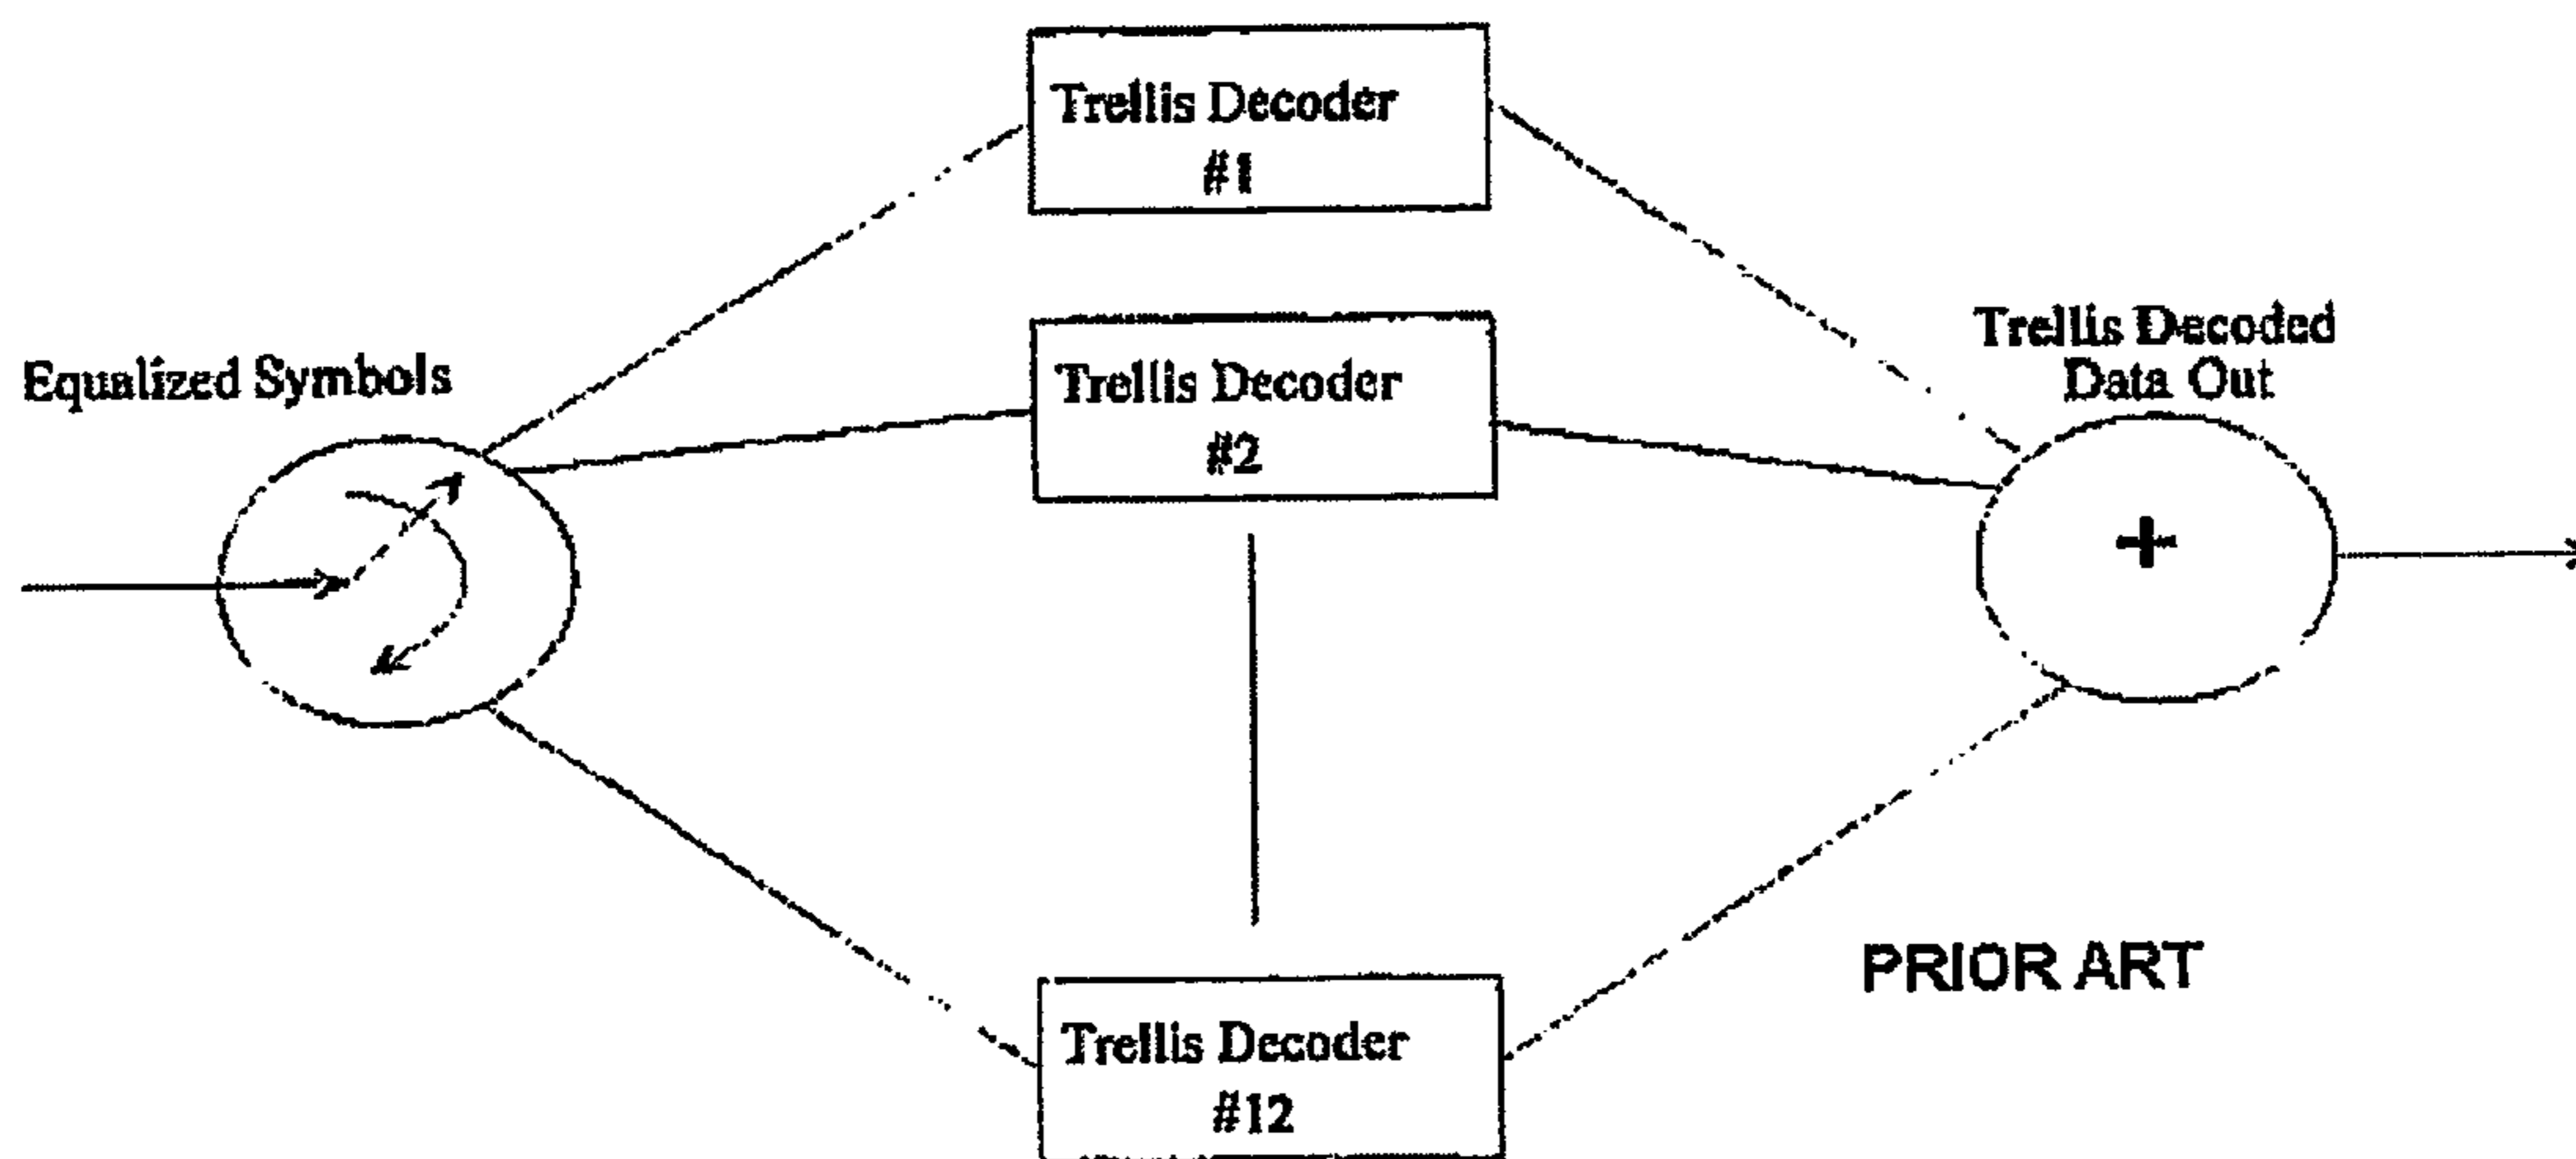 Trellis Decoder
#1
Equalized Symbols
Trellis Decoder
#2
Trellis Decoded
Data Out
+
Trellis Decoder
#12
PRIOR ART